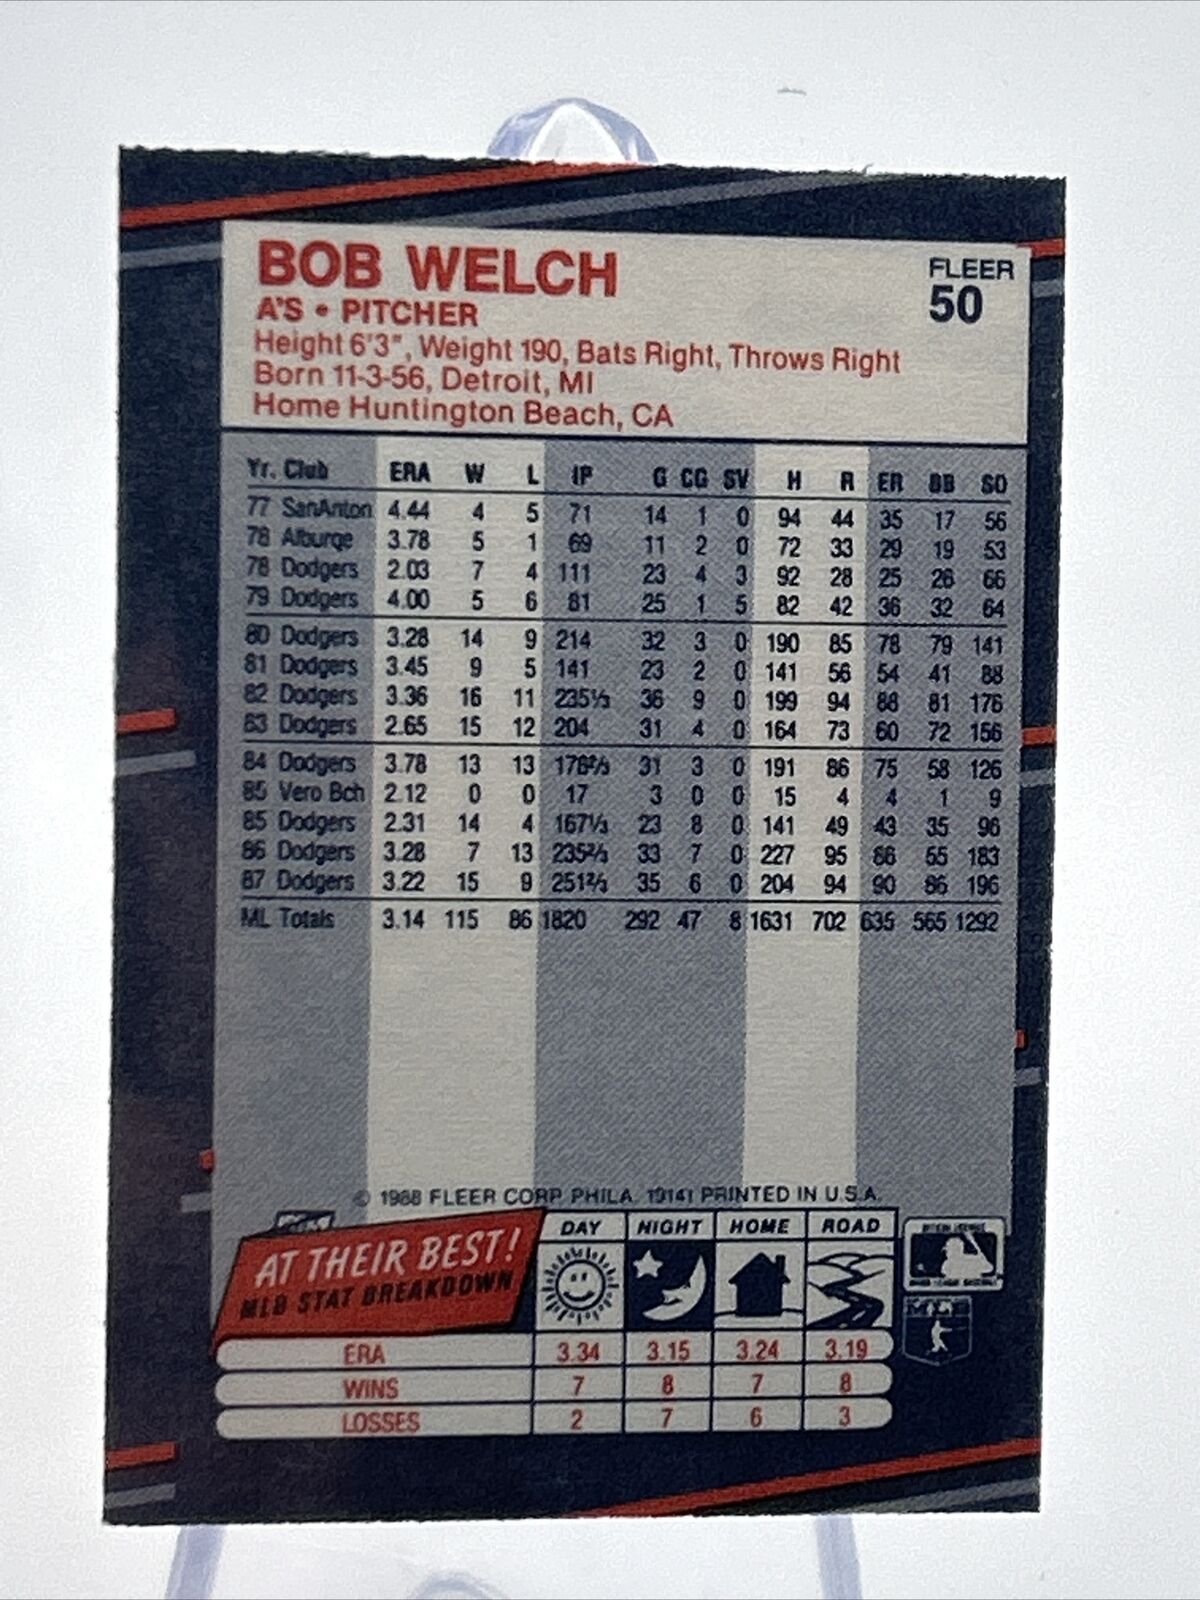 BOB WELCH
FLEER
50
A'S • PITCHER
Height 6'3", Weight 190, Bats Right, Throws Right
Born 11-3-56, Detroit, MI
Home Huntington Beach, CA
Yr. Club ERA W L IP G CG SV H R ER BB SO
77 SanAnton 4.44 4 5 71 14 1 0 94 44 35 17 56
78 Alburqe 3.78 5 1 69 11 2 0 72 33 29 19 53
78 Dodgers 2.03 7 4 111 23 4 3 92 28 25 26 66
79 Dodgers 4.00 5 6 81 25 1 5 82 42 36 32 64
80 Dodgers 3.28 14 9 214 32 3 0 190 85 78 79 141
81 Dodgers 3.45 9 5 141 23 2 0 141 56 54 41 88
82 Dodgers 3.36 16 11 235⅓ 36 9 0 199 94 88 81 176
83 Dodgers 2.65 15 12 204 31 4 0 164 73 60 72 156
84 Dodgers 3.78 13 13 178⅔ 31 3 0 191 86 75 58 126
85 Vero Bch 2.12 0 0 17 3 0 0 15 4 4 1 9
85 Dodgers 2.31 14 4 167⅓ 23 8 0 141 49 43 35 96
86 Dodgers 3.28 7 13 235⅔ 33 7 0 227 95 86 55 183
87 Dodgers 3.22 15 9 251⅔ 35 6 0 204 94 90 86 196
ML Totals 3.14 115 86 1820 292 47 8 1631 702 635 565 1292
© 1988 FLEER CORP. PHILA. 19141 PRINTED IN U.S.A.
AT THEIR BEST!
MLB STAT BREAKDOWN
DAY NIGHT HOME ROAD
ERA 3.34 3.15 3.24 3.19
WINS 7 8 7 8
LOSSES 2 7 6 3